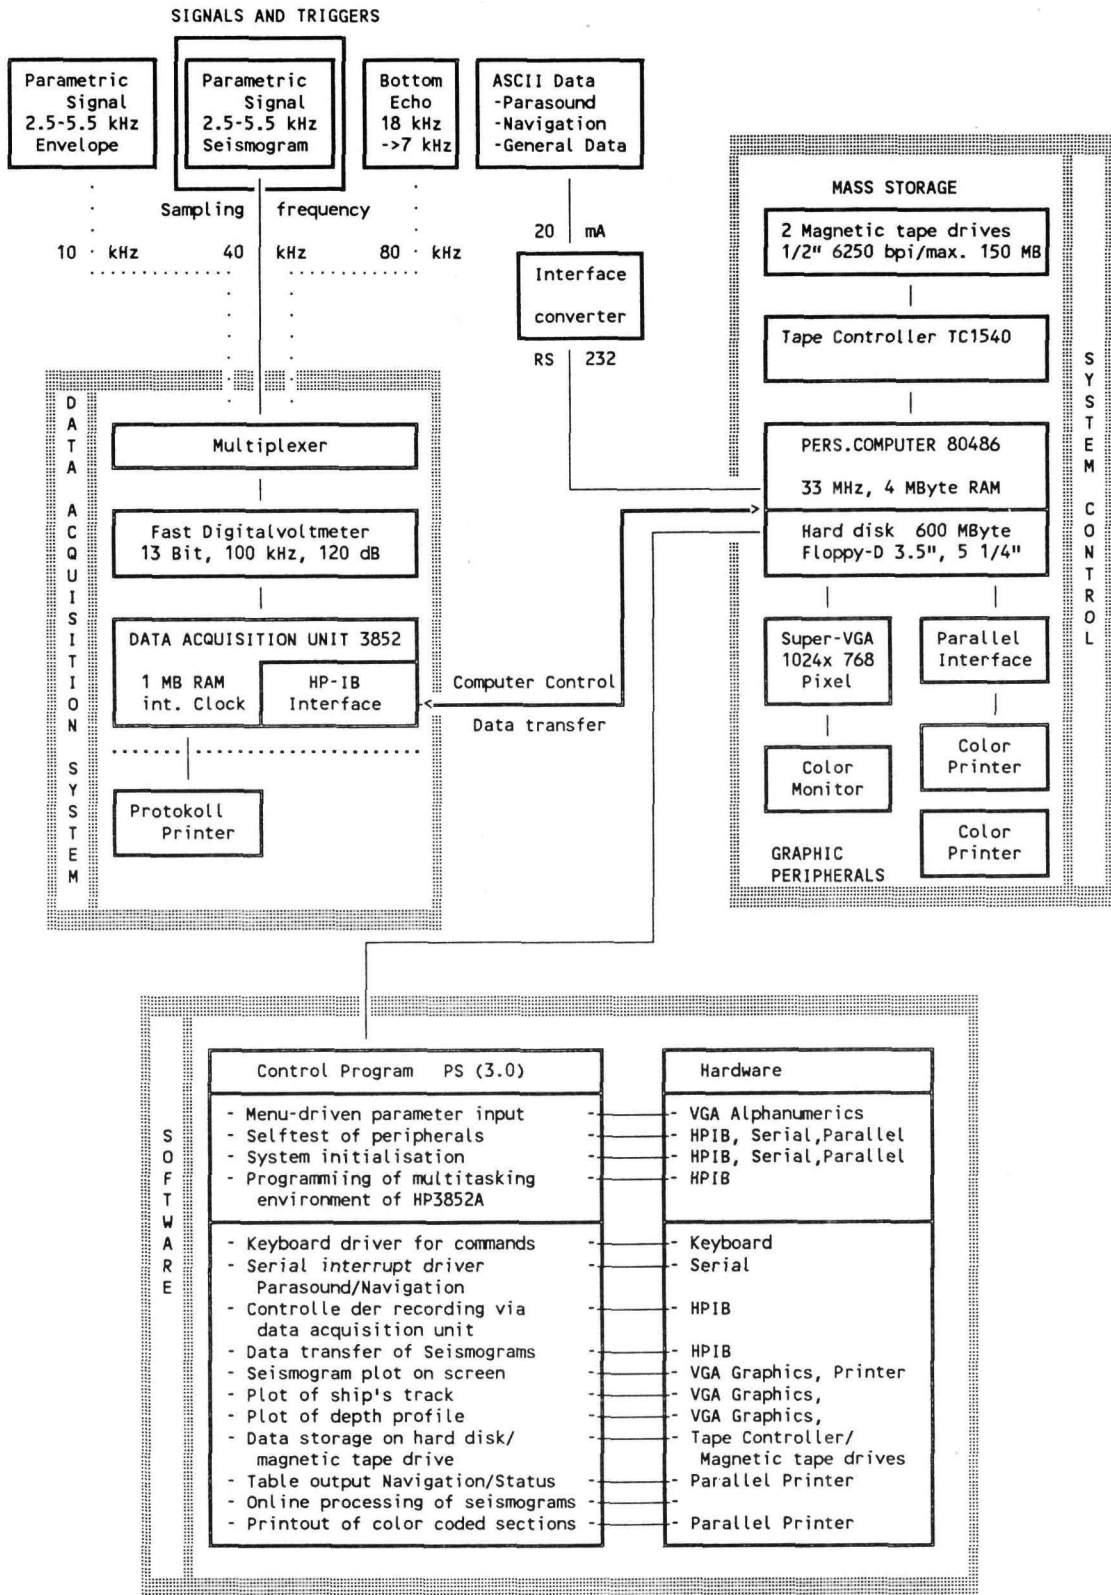 SIGNALS AND TRIGGERS
Parametric
Signal
2.5-5.5 kHz
Envelope
Parametric
Signal
2.5-5.5 kHz
Seismogram
Bottom
Echo
18 kHz
->7 kHz
ASCII Data
-Parasound
-Navigation
-General Data
Sampling frequency
10 kHz 40 kHz 80 kHz
20 mA
Interface
converter
RS 232
DATA ACQUISITION SYSTEM
Multiplexer
Fast Digitalvoltmeter
13 Bit, 100 kHz, 120 dB
DATA ACQUISITION UNIT 3852
1 MB RAM
int. Clock
HP-IB
Interface
Protokoll
Printer
Computer Control
Data transfer
SYSTEM CONTROL
MASS STORAGE
2 Magnetic tape drives
1/2" 6250 bpi/max. 150 MB
Tape Controller TC1540
PERS.COMPUTER 80486
33 MHz, 4 MByte RAM
Hard disk 600 MByte
Floppy-D 3.5", 5 1/4"
Super-VGA
1024x 768
Pixel
Parallel
Interface
Color
Monitor
Color
Printer
Color
Printer
GRAPHIC
PERIPHERALS
SOFTWARE
Control Program PS (3.0)
Hardware
- Menu-driven parameter input - - VGA Alphanumerics
- Selftest of peripherals - - HPIB, Serial,Parallel
- System initialisation - - HPIB, Serial,Parallel
- Programmiing of multitasking - - HPIB
environment of HP3852A
- Keyboard driver for commands - - Keyboard
- Serial interrupt driver - - Serial
Parasound/Navigation
- Controlle der recording via - - HPIB
data acquisition unit
- Data transfer of Seismograms - - HPIB
- Seismogram plot on screen - - VGA Graphics, Printer
- Plot of ship's track - - VGA Graphics,
- Plot of depth profile - - VGA Graphics,
- Data storage on hard disk/ - - Tape Controller/
magnetic tape drive Magnetic tape drives
- Table output Navigation/Status - - Parallel Printer
- Online processing of seismograms - -
- Printout of color coded sections - - Parallel Printer